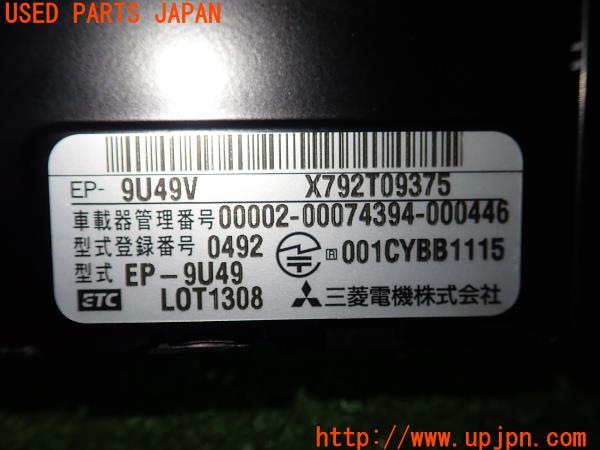 USED PARTS JAPAN
EP- 9U49V X792T09375
車載器管理番号 00002-00074394-000446
型式登録番号 0492 R 001CYBB1115
型式 EP-9U49
ETC LOT1308 三菱電機株式会社
http://www.upjpn.com/